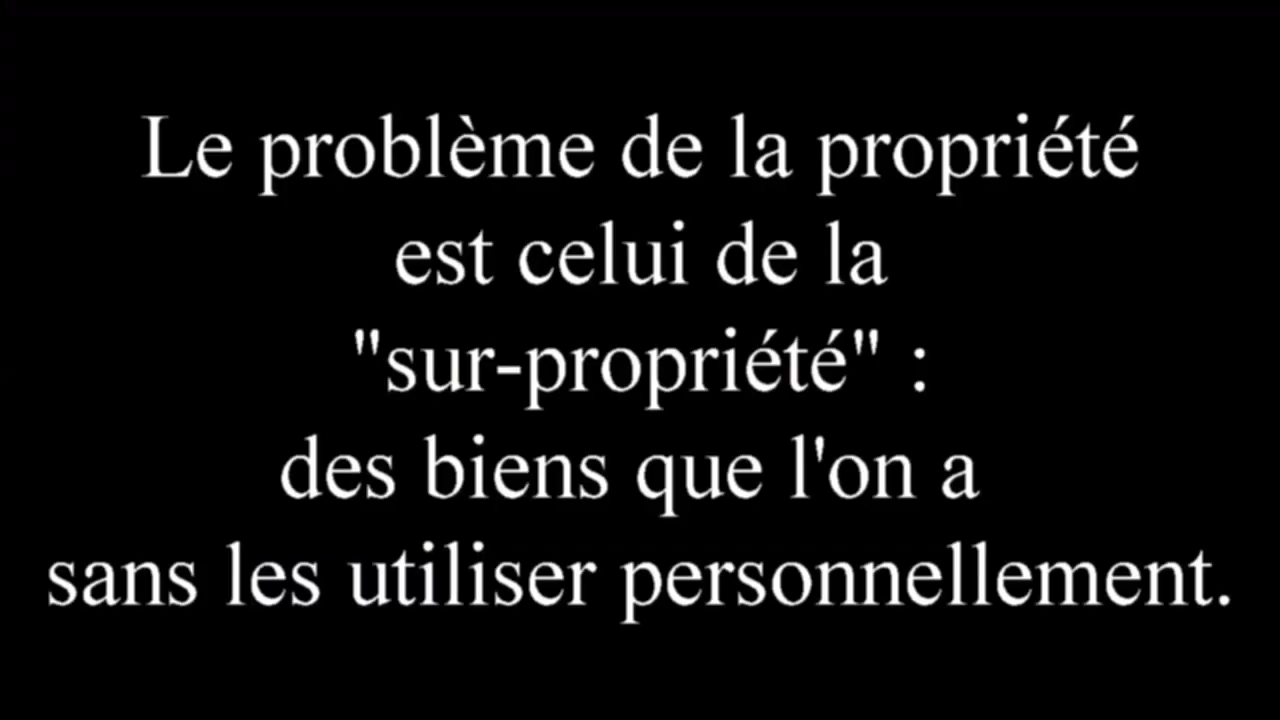 Le problème de la propriété
est celui de la
"sur-propriété" :
des biens que l'on a
sans les utiliser personnellement.